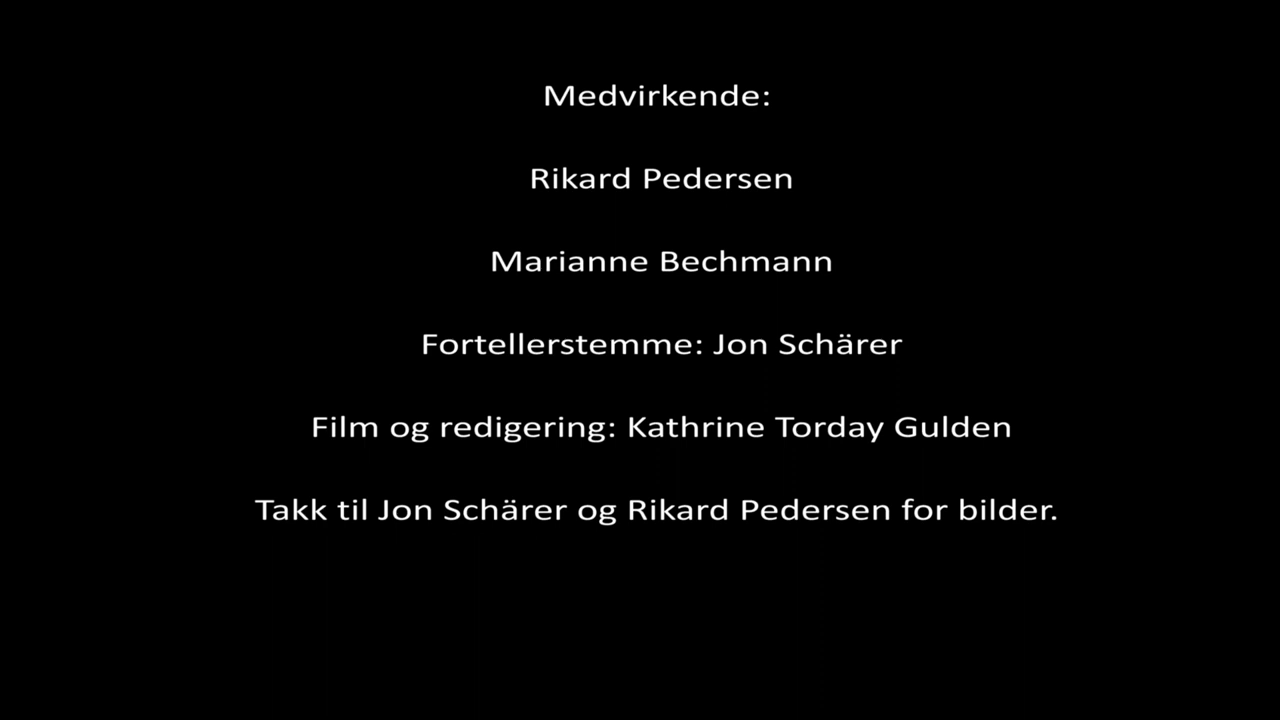 Medvirkende:
Rikard Pedersen
Marianne Bechmann
Fortellerstemme: Jon Schärer
Film og redigering: Kathrine Torday Gulden
Takk til Jon Schärer og Rikard Pedersen for bilder.